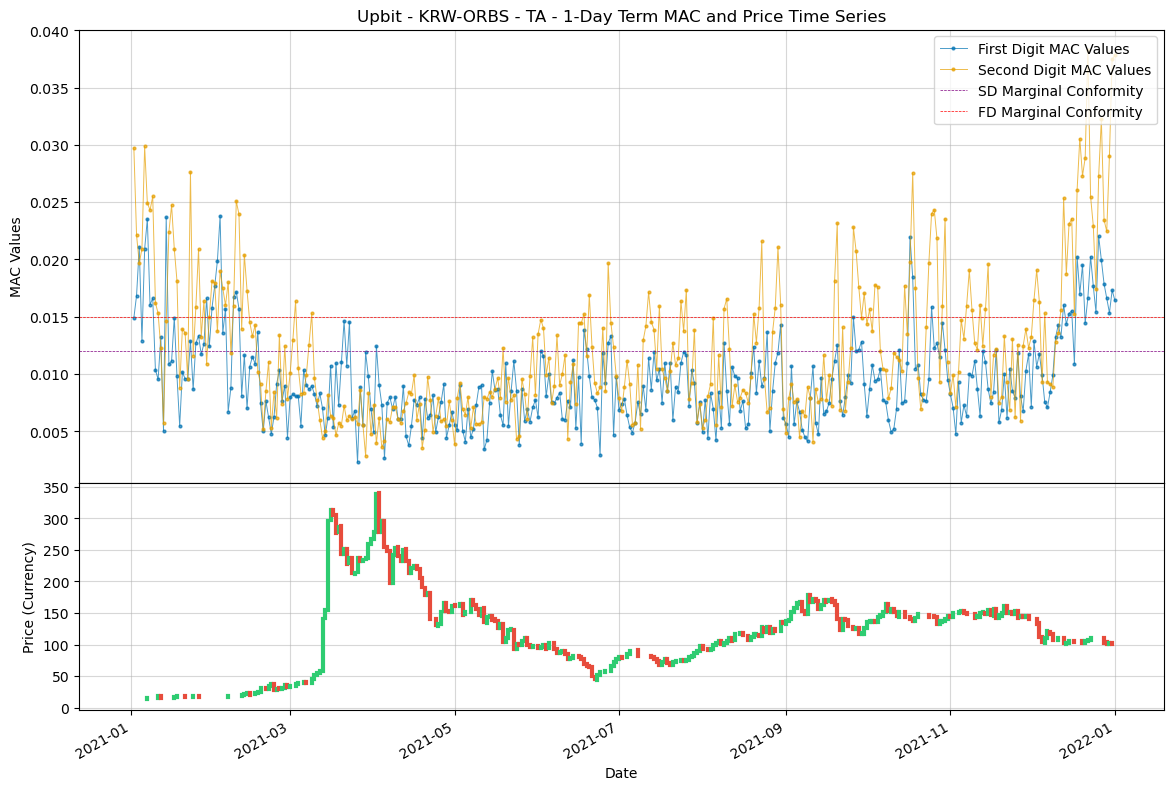 Upbit - KRW-ORBS - TA - 1-Day Term MAC and Price Time Series
First Digit MAC Values
Second Digit MAC Values
SD Marginal Conformity
FD Marginal Conformity
MAC Values
0.040
0.035
0.030
0.025
0.020
0.015
0.010
0.005
Price (Currency)
350
300
250
200
150
100
50
0
2021-01
2021-03
2021-05
2021-07
2021-09
2021-11
2022-01
Date